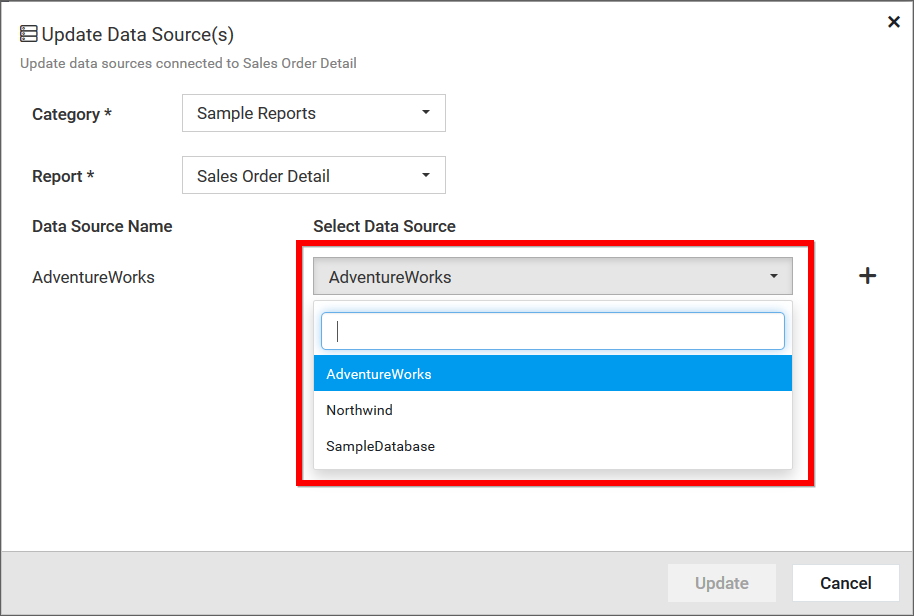 Update Data Source(s)
Update data sources connected to Sales Order Detail
Category * Sample Reports
Report * Sales Order Detail
Data Source Name Select Data Source
AdventureWorks AdventureWorks
AdventureWorks
Northwind
SampleDatabase
Update Cancel